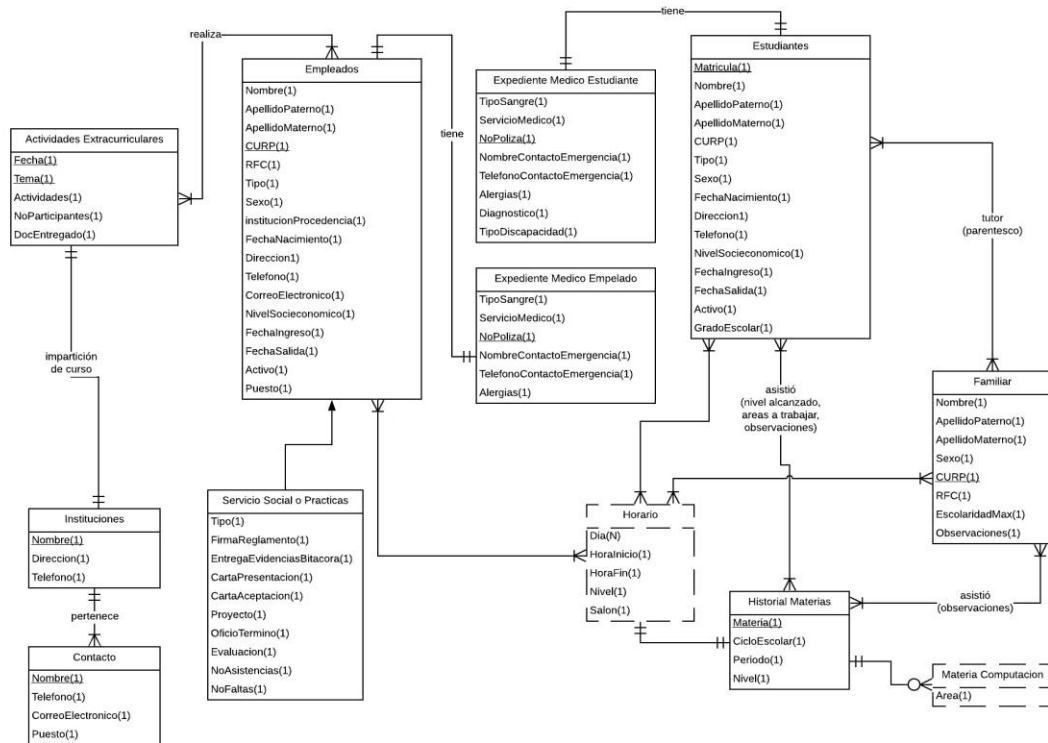 tiene
realiza
Empleados
Nombre(1)
ApellidoPaterno(1)
ApellidoMaterno(1)
CURP(1)
RFC(1)
Tipo(1)
Sexo(1)
institucionProcedencia(1)
FechaNacimiento(1)
Direccion1)
Telefono(1)
CorreoElectronico(1)
NivelSocieconomico(1)
FechaIngreso(1)
FechaSalida(1)
Activo(1)
Puesto(1)
tiene
Expediente Medico Estudiante
TipoSangre(1)
ServicioMedico(1)
NoPoliza(1)
NombreContactoEmergencia(1)
TelefonoContactoEmergencia(1)
Alergias(1)
Diagnostico(1)
TipoDiscapacidad(1)
Expediente Medico Empelado
TipoSangre(1)
ServicioMedico(1)
NoPoliza(1)
NombreContactoEmergencia(1)
TelefonoContactoEmergencia(1)
Alergias(1)
Estudiantes
Matricula(1)
Nombre(1)
ApellidoPaterno(1)
ApellidoMaterno(1)
CURP(1)
Tipo(1)
Sexo(1)
FechaNacimiento(1)
Direccion1)
Telefono(1)
NivelSocieconomico(1)
FechaIngreso(1)
FechaSalida(1)
Activo(1)
GradoEscolar(1)
Actividades Extracurriculares
Fecha(1)
Tema(1)
Actividades(1)
NoParticipantes(1)
DocEntregado(1)
impartición
de curso
tutor
(parentesco)
asistió
(nivel alcanzado,
areas a trabajar,
observaciones)
Familiar
Nombre(1)
ApellidoPaterno(1)
ApellidoMaterno(1)
Sexo(1)
CURP(1)
RFC(1)
EscolaridadMax(1)
Observaciones(1)
Instituciones
Nombre(1)
Direccion(1)
Telefono(1)
pertenece
Contacto
Nombre(1)
Telefono(1)
CorreoElectronico(1)
Puesto(1)
Servicio Social o Practicas
Tipo(1)
FirmaReglamento(1)
EntregaEvidenciasBitacora(1)
CartaPresentacion(1)
CartaAceptacion(1)
Proyecto(1)
OficioTermino(1)
Evaluacion(1)
NoAsistencias(1)
NoFaltas(1)
Horario
Dia(N)
HoraInicio(1)
HoraFin(1)
Nivel(1)
Salon(1)
asistió
(observaciones)
Historial Materias
Materia(1)
CicloEscolar(1)
Periodo(1)
Nivel(1)
Materia Computacion
Area(1)